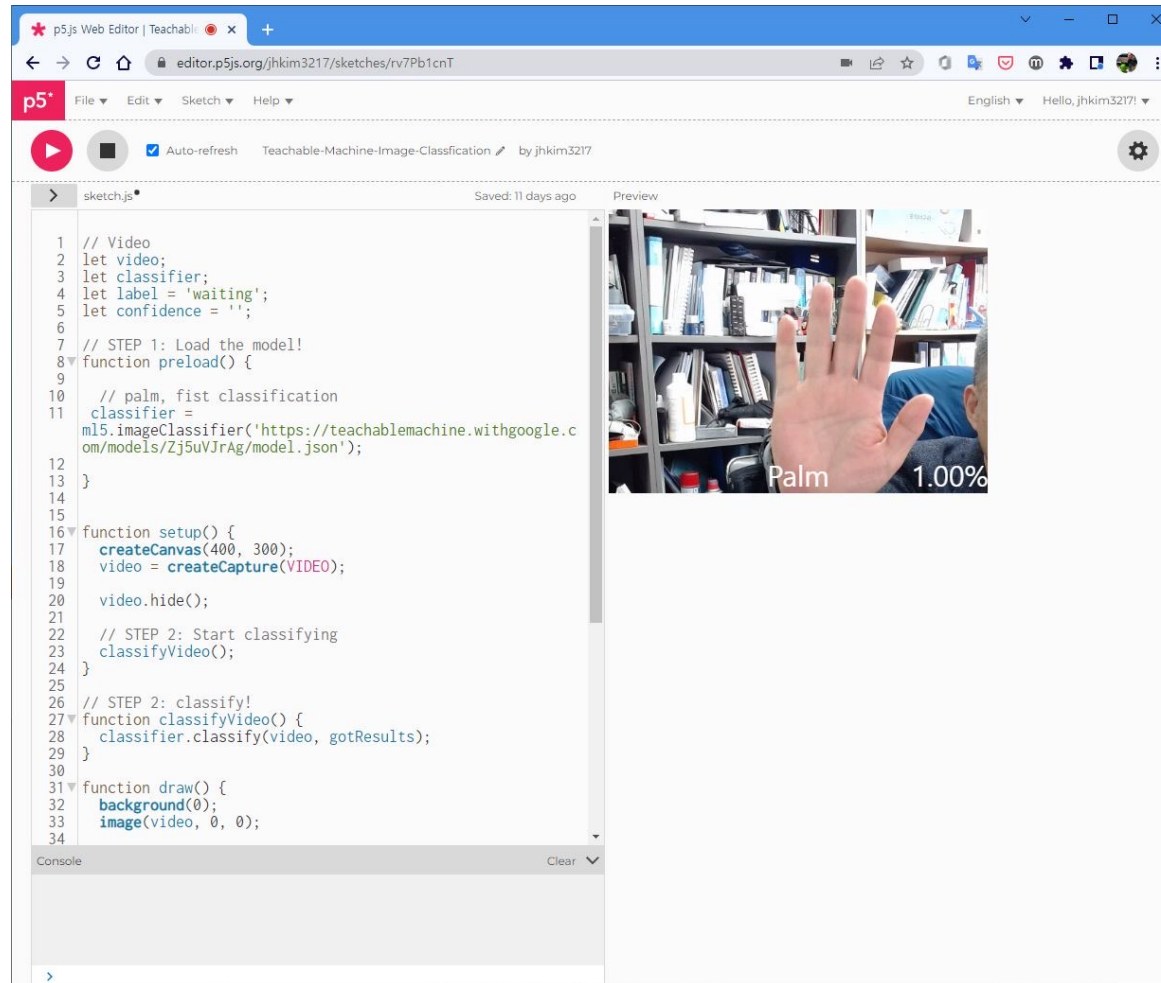 p5.js Web Editor | Teachable
editor.p5js.org/jhkim3217/sketches/rv7Pb1cnT
p5* File Edit Sketch Help English Hello, jhkim3217!
Auto-refresh Teachable-Machine-Image-Classfication by jhkim3217
sketch.js Saved: 11 days ago Preview
1 // Video
2 let video;
3 let classifier;
4 let label = 'waiting';
5 let confidence = '';
6
7 // STEP 1: Load the model!
8 function preload() {
9
10 // palm, fist classification
11 classifier =
ml5.imageClassifier('https://teachablemachine.withgoogle.c
om/models/Zj5uVJrAg/model.json');
12
13 }
14
15
16 function setup() {
17 createCanvas(400, 300);
18 video = createCapture(VIDEO);
19
20 video.hide();
21
22 // STEP 2: Start classifying
23 classifyVideo();
24 }
25
26 // STEP 2: classify!
27 function classifyVideo() {
28 classifier.classify(video, gotResults);
29 }
30
31 function draw() {
32 background(0);
33 image(video, 0, 0);
34
Palm 1.00%
Console Clear